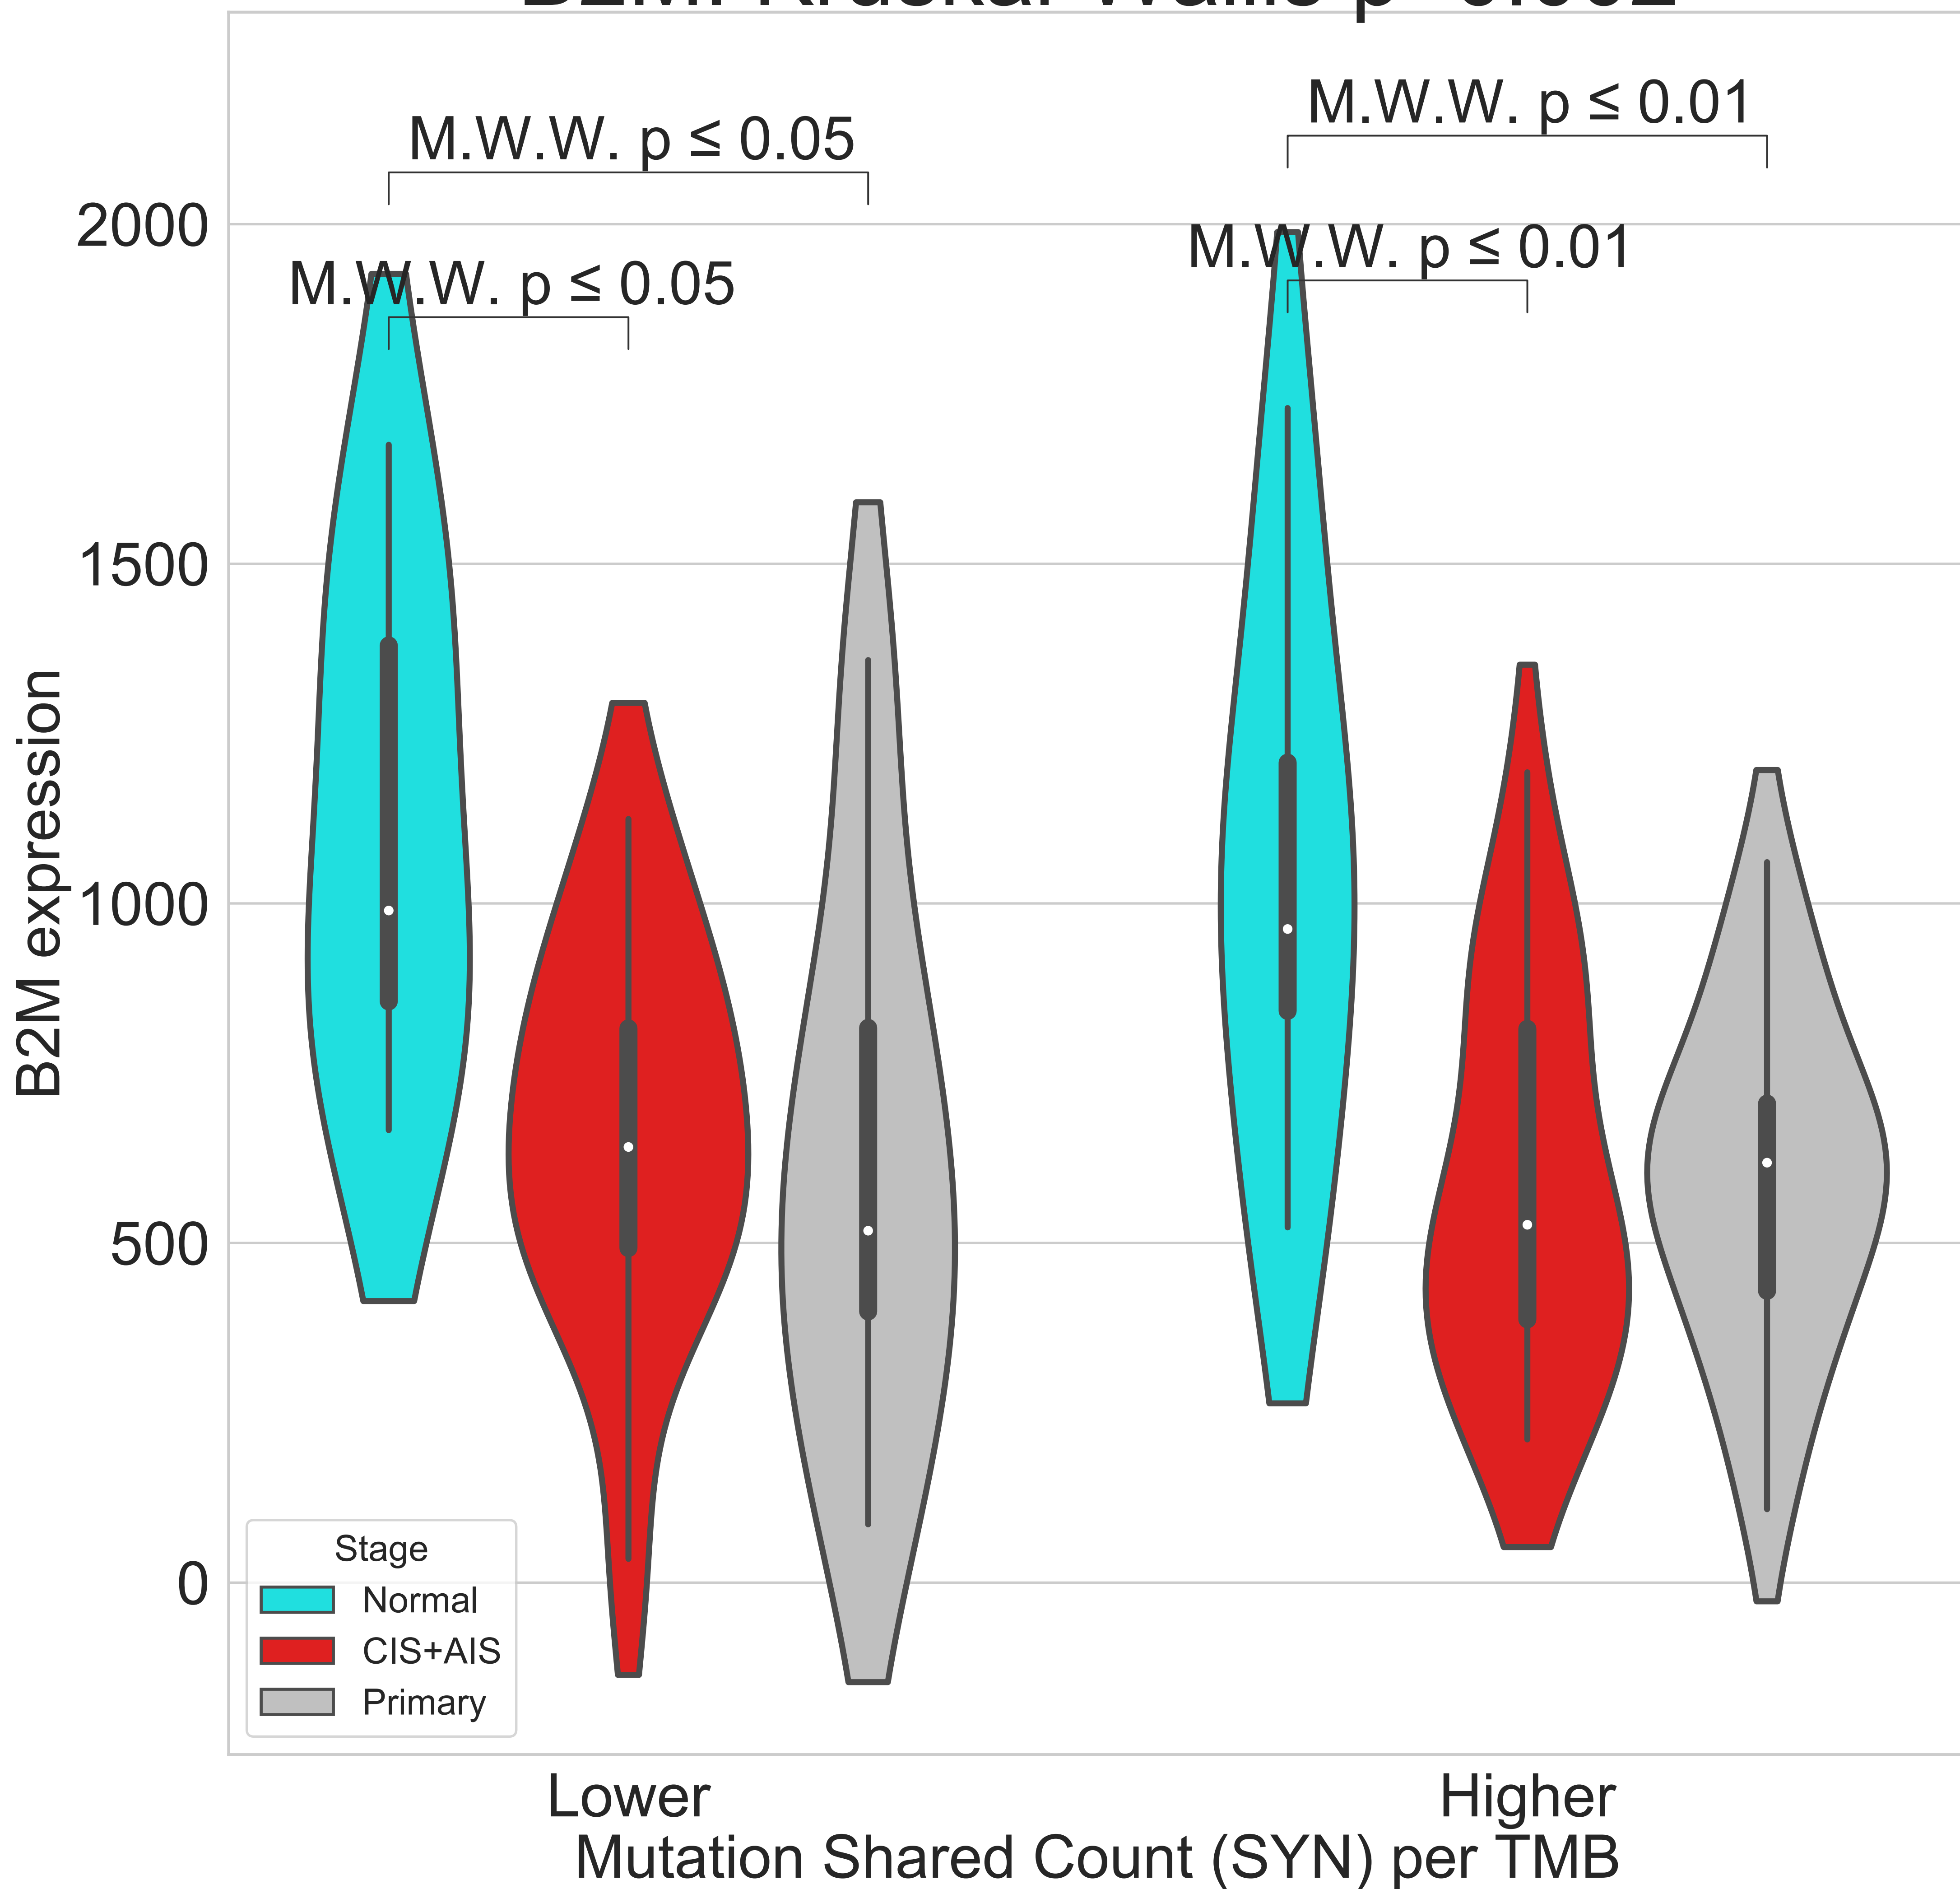 M.W.W. p ≤ 0.01
M.W.W. p ≤ 0.05
2000
M.W.W. p ≤ 0.01
M.W.W. p ≤ 0.05
1500
1000
500
0
B2M expression
Stage
Normal
CIS+AIS
Primary
Lower
Higher
Mutation Shared Count (SYN) per TMB